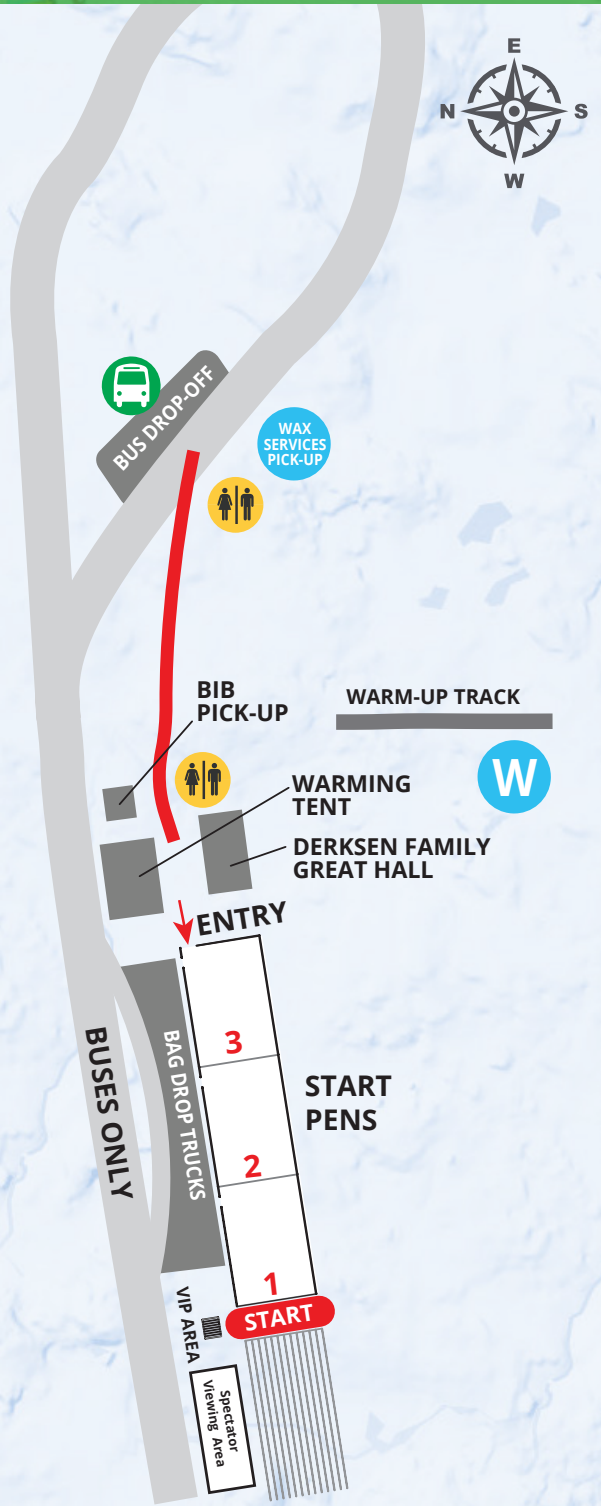 E
N
S
W
BUS DROP-OFF
WAX
SERVICES
PICK-UP
BIB
PICK-UP
WARM-UP TRACK
W
WARMING
TENT
DERKSEN FAMILY
GREAT HALL
ENTRY
3
BUSES ONLY
BAG DROP TRUCKS
START
PENS
2
1
START
VIP AREA
Spectator
Viewing Area